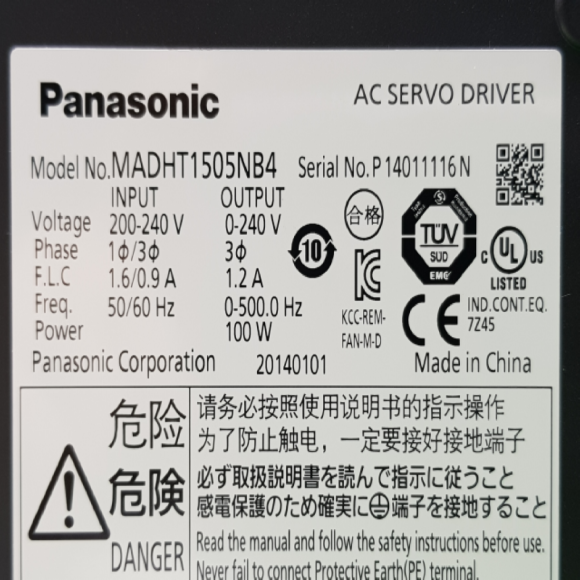 Panasonic
AC SERVO DRIVER
Model No.MADHT1505NB4 Serial No. P14011116N
INPUT OUTPUT
Voltage 200-240 V 0-240 V
Phase 1ϕ/3ϕ 3ϕ
F.L.C 1.6/0.9 A 1.2 A
Freq. 50/60 Hz 0-500.0 Hz
Power 100 W
10
合格
KCC-REM-
FAN-M-D
TÜV
SUD
EMC
C UL US
LISTED
CE
IND.CONT.EQ.
7Z45
Panasonic Corporation 20140101 Made in China
危险
请务必按照使用说明书的指示操作
为了防止触电，一定要接好接地端子
危険
必ず取扱説明書を読んで指示に従うこと
感電保護のため確実に端子を接地すること
DANGER
Read the manual and follow the safety instructions before use.
Never fail to connect Protective Earth(PE) terminal.